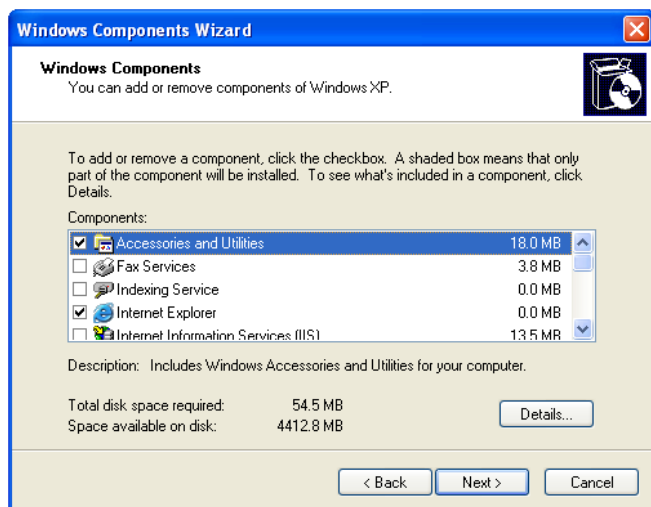 Windows Components Wizard
Windows Components
You can add or remove components of Windows XP.
To add or remove a component, click the checkbox. A shaded box means that only
part of the component will be installed. To see what's included in a component, click
Details.
Components:
Accessories and Utilities 18.0 MB
Fax Services 3.8 MB
Indexing Service 0.0 MB
Internet Explorer 0.0 MB
Internet Information Services (IIS) 13.5 MB
Description: Includes Windows Accessories and Utilities for your computer.
Total disk space required: 54.5 MB
Space available on disk: 4412.8 MB
Details...
< Back Next > Cancel